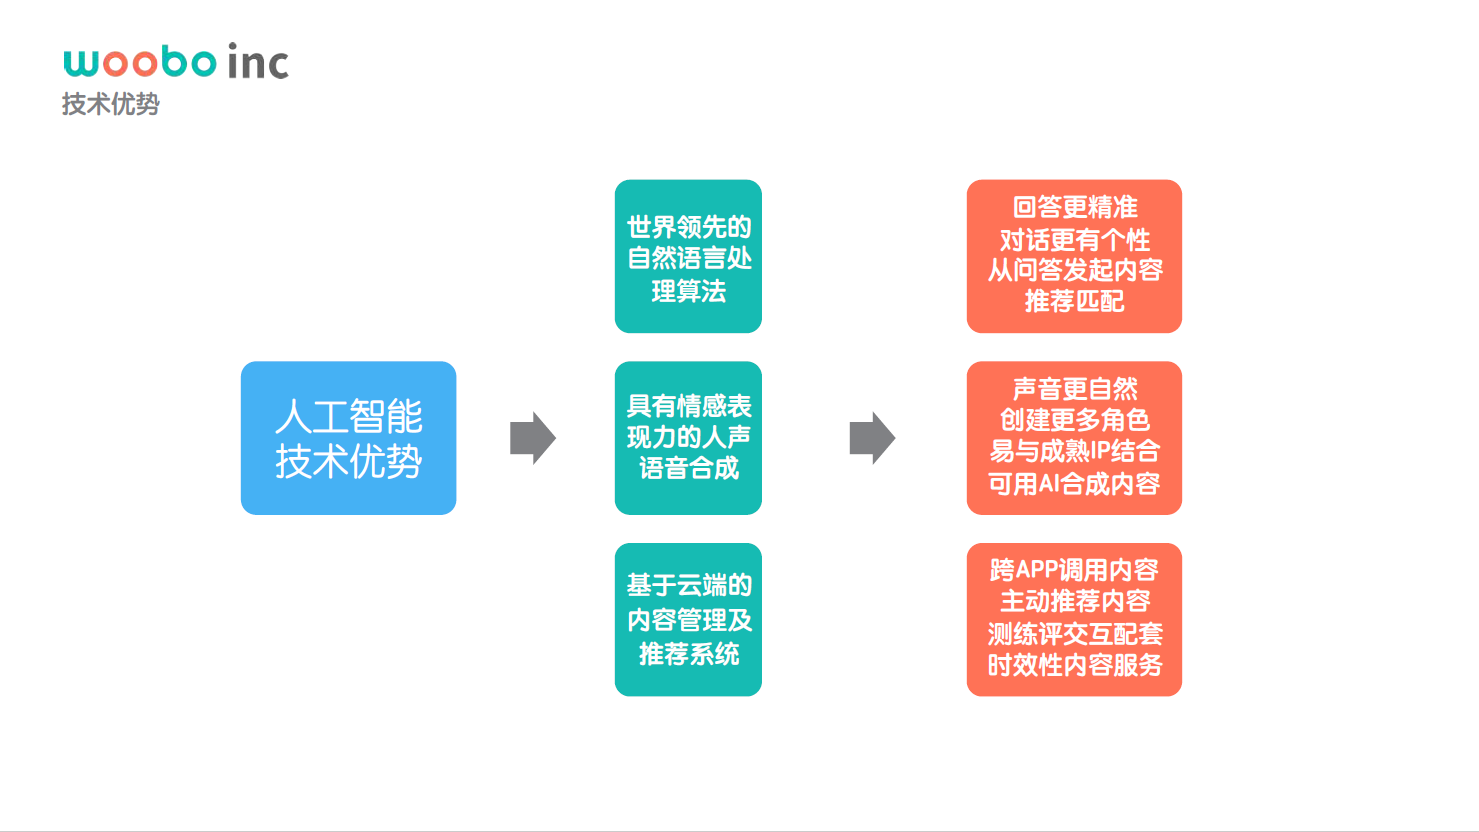 woobo inc
技术优势
人工智能
技术优势
世界领先的
自然语言处
理算法
具有情感表
现力的人声
语音合成
基于云端的
内容管理及
推荐系统
回答更精准
对话更有个性
从问答发起内容
推荐匹配
声音更自然
创建更多角色
易与成熟IP结合
可用AI合成内容
跨APP调用内容
主动推荐内容
测练评交互配套
时效性内容服务